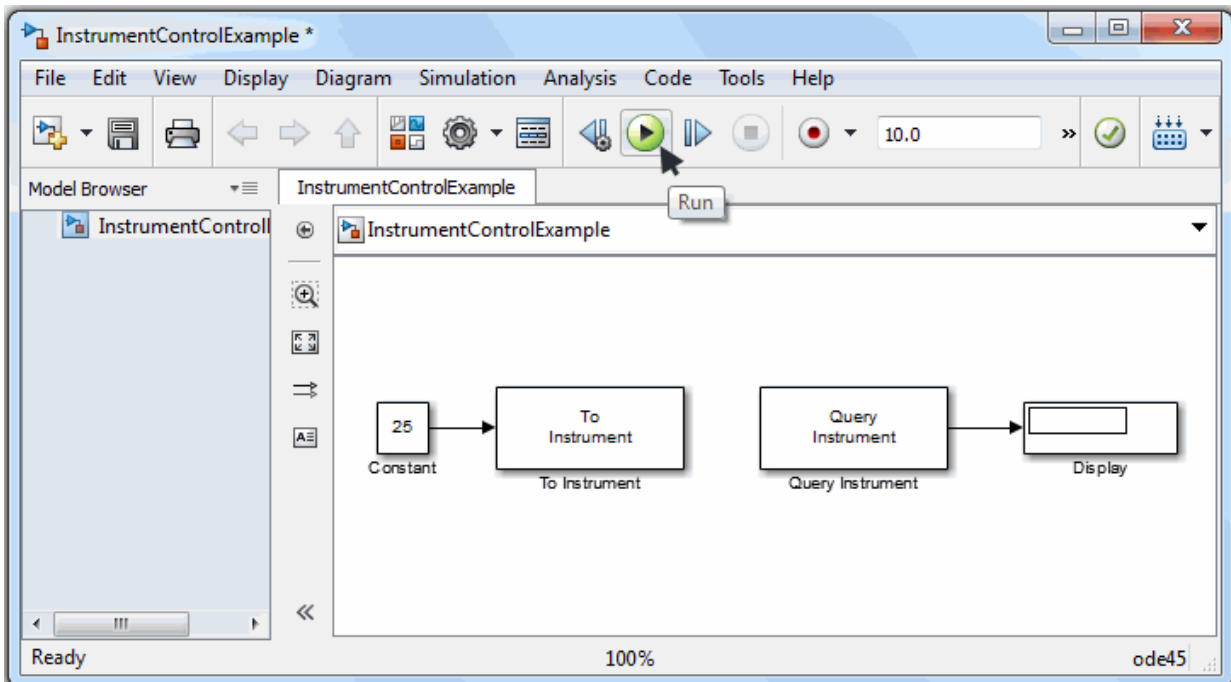 InstrumentControlExample *
File Edit View Display Diagram Simulation Analysis Code Tools Help
10.0 »
Model Browser
InstrumentControlExample
Run
InstrumentControll
InstrumentControlExample
25
Constant
To
Instrument
To Instrument
Query
Instrument
Query Instrument
Display
Ready 100% ode45